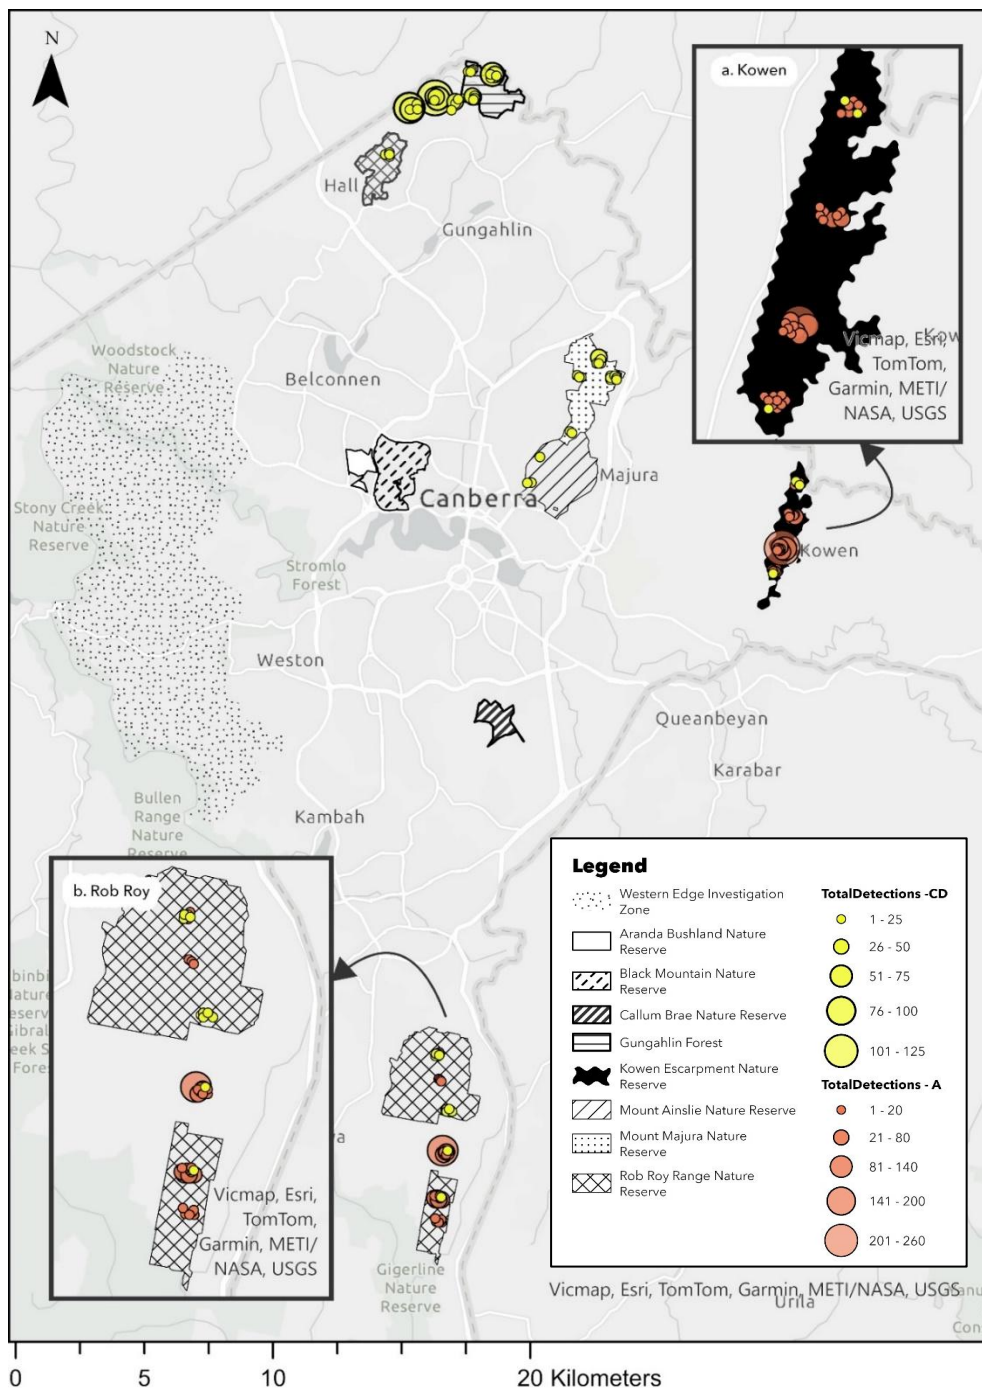 N
a. Kowen
Hall
Gungahlin
Vicmap, Esri,
TomTom,
Garmin, METI/
NASA, USGS
Woodstock
Nature
Reserve
Belconnen
Majura
Canberra
Stony Creek
Nature
Reserve
Stromlo
Forest
Kowen
Weston
Queanbeyan
Karabar
Bullen
Range
Nature
Reserve
Kambah
b. Rob Roy
Vicmap, Esri,
TomTom,
Garmin, METI/
NASA, USGS
Gigerline
Nature
Reserve
Legend
Western Edge Investigation
Zone
Aranda Bushland Nature
Reserve
Black Mountain Nature
Reserve
Callum Brae Nature Reserve
Gungahlin Forest
Kowen Escarpment Nature
Reserve
Mount Ainslie Nature Reserve
Mount Majura Nature
Reserve
Rob Roy Range Nature
Reserve
TotalDetections -CD
1 - 25
26 - 50
51 - 75
76 - 100
101 - 125
TotalDetections - A
1 - 20
21 - 80
81 - 140
141 - 200
201 - 260
Vicmap, Esri, TomTom, Garmin, METI/NASA, USGS
Urila
0 5 10 20 Kilometers